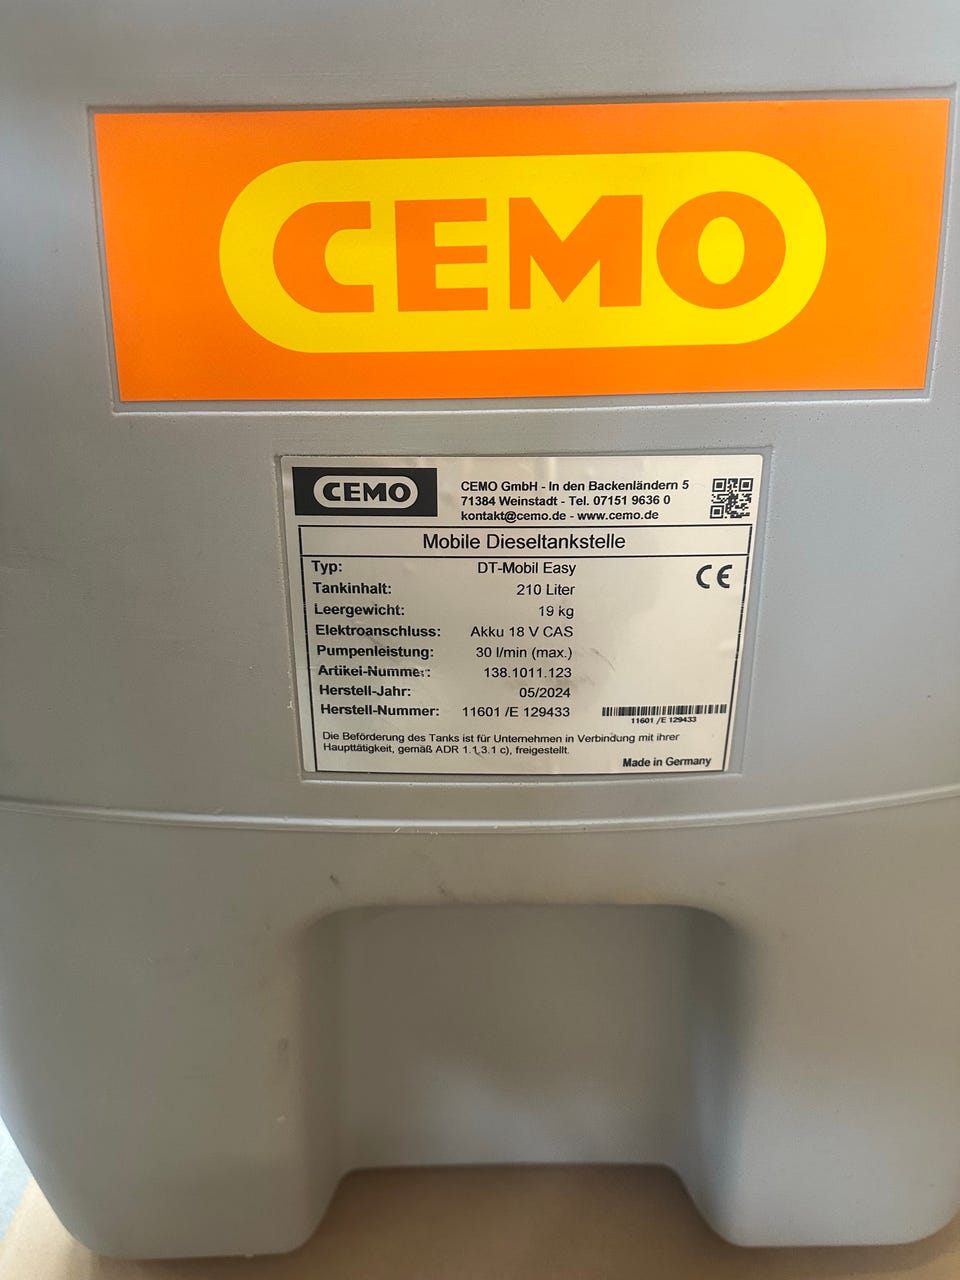 CEMO
CEMO
CEMO GmbH - In den Backenländern 5
71384 Weinstadt - Tel. 07151 9636 0
kontakt@cemo.de - www.cemo.de
Mobile Dieseltankstelle
Typ: DT-Mobil Easy
CE
Tankinhalt: 210 Liter
Leergewicht: 19 kg
Elektroanschluss: Akku 18 V CAS
Pumpenleistung: 30 l/min (max.)
Artikel-Nummer: 138.1011.123
Herstell-Jahr: 05/2024
Herstell-Nummer: 11601 /E 129433
11601 /E 129433
Die Beförderung des Tanks ist für Unternehmen in Verbindung mit ihrer
Haupttätigkeit, gemäß ADR 1.1.3.1 c), freigestellt.
Made in Germany